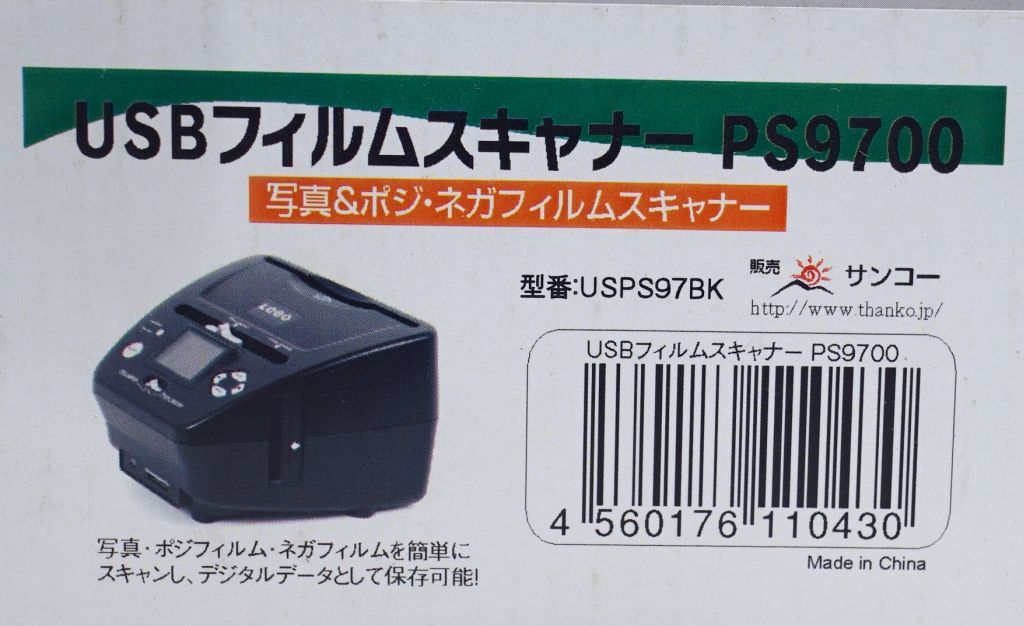 USBフィルムスキャナー PS9700
写真&ポジ・ネガフィルムスキャナー
型番:USPS97BK
販売 サンコー
http://www.thanko.jp/
USBフィルムスキャナー PS9700
4 560176 110430
Made in China
写真・ポジフィルム・ネガフィルムを簡単に
スキャンし、デジタルデータとして保存可能!